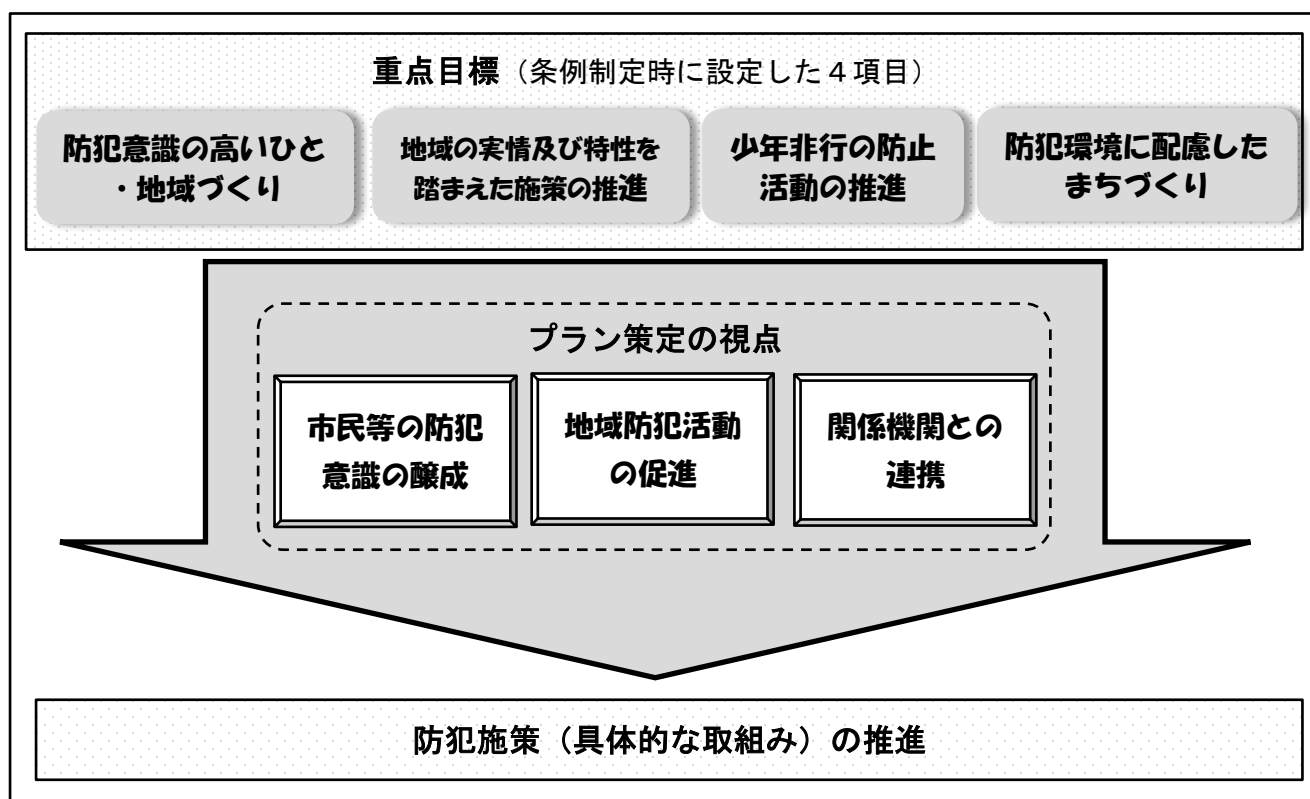 重点目標（条例制定時に設定した４項目）
防犯意識の高いひと
・地域づくり
地域の実情及び特性を
踏まえた施策の推進
少年非行の防止
活動の推進
防犯環境に配慮した
まちづくり
プラン策定の視点
市民等の防犯
意識の醸成
地域防犯活動
の促進
関係機関との
連携
防犯施策（具体的な取組み）の推進